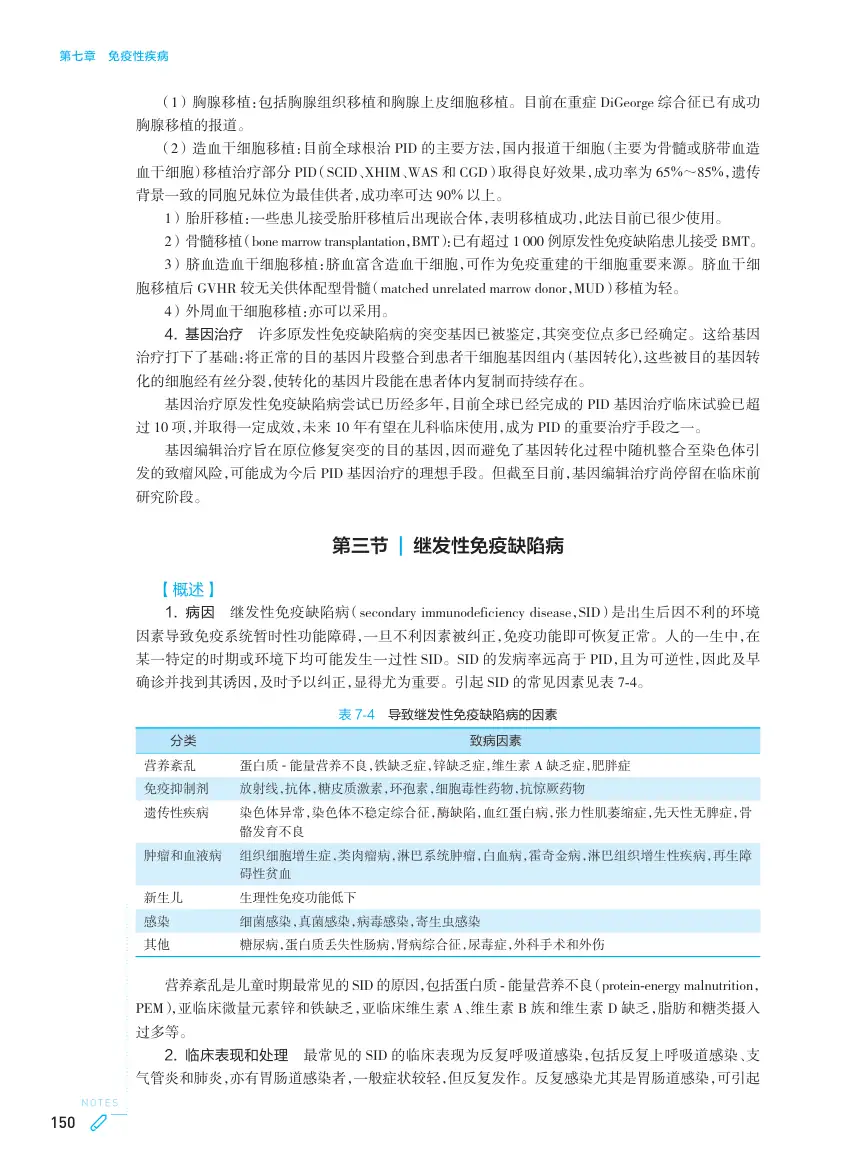 第七章　免疫性疾病
（1）胸腺移植：包括胸腺组织移植和胸腺上皮细胞移植。目前在重症 DiGeorge 综合征已有成功
胸腺移植的报道。
（2）造血干细胞移植：目前全球根治 PID 的主要方法，国内报道干细胞（主要为骨髓或脐带血造
血干细胞）移植治疗部分 PID（SCID、XHIM、WAS 和 CGD）取得良好效果，成功率为 65%～85%，遗传
背景一致的同胞兄妹位为最佳供者，成功率可达 90% 以上。
1）胎肝移植：一些患儿接受胎肝移植后出现嵌合体，表明移植成功，此法目前已很少使用。
2）骨髓移植（bone marrow transplantation，BMT）：已有超过 1 000 例原发性免疫缺陷患儿接受 BMT。
3）脐血造血干细胞移植：脐血富含造血干细胞，可作为免疫重建的干细胞重要来源。脐血干细
胞移植后 GVHR 较无关供体配型骨髓（matched unrelated marrow donor，MUD）移植为轻。
4）外周血干细胞移植：亦可以采用。
4. 基因治疗　许多原发性免疫缺陷病的突变基因已被鉴定，其突变位点多已经确定。这给基因
治疗打下了基础：将正常的目的基因片段整合到患者干细胞基因组内（基因转化），这些被目的基因转
化的细胞经有丝分裂，使转化的基因片段能在患者体内复制而持续存在。
基因治疗原发性免疫缺陷病尝试已历经多年，目前全球已经完成的 PID 基因治疗临床试验已超
过 10 项，并取得一定成效，未来 10 年有望在儿科临床使用，成为 PID 的重要治疗手段之一。
基因编辑治疗旨在原位修复突变的目的基因，因而避免了基因转化过程中随机整合至染色体引
发的致瘤风险，可能成为今后 PID 基因治疗的理想手段。但截至目前，基因编辑治疗尚停留在临床前
研究阶段。
第三节｜继发性免疫缺陷病
【概述】
1. 病因　继发性免疫缺陷病（secondary immunodeficiency disease，SID）是出生后因不利的环境
因素导致免疫系统暂时性功能障碍，一旦不利因素被纠正，免疫功能即可恢复正常。人的一生中，在
某一特定的时期或环境下均可能发生一过性 SID。SID 的发病率远高于 PID，且为可逆性，因此及早
确诊并找到其诱因，及时予以纠正，显得尤为重要。引起 SID 的常见因素见表 7-4。
表 7-4　导致继发性免疫缺陷病的因素
分类　致病因素
营养紊乱　蛋白质 - 能量营养不良，铁缺乏症，锌缺乏症，维生素 A 缺乏症，肥胖症
免疫抑制剂　放射线，抗体，糖皮质激素，环孢素，细胞毒性药物，抗惊厥药物
遗传性疾病　染色体异常，染色体不稳定综合征，酶缺陷，血红蛋白病，张力性肌萎缩症，先天性无脾症，骨
骼发育不良
肿瘤和血液病　组织细胞增生症，类肉瘤病，淋巴系统肿瘤，白血病，霍奇金病，淋巴组织增生性疾病，再生障
碍性贫血
新生儿　生理性免疫功能低下
感染　细菌感染，真菌感染，病毒感染，寄生虫感染
其他　糖尿病，蛋白质丢失性肠病，肾病综合征，尿毒症，外科手术和外伤
营养紊乱是儿童时期最常见的 SID 的原因，包括蛋白质 - 能量营养不良（protein-energy malnutrition，
PEM），亚临床微量元素锌和铁缺乏，亚临床维生素 A、维生素 B 族和维生素 D 缺乏，脂肪和糖类摄入
过多等。
2. 临床表现和处理　最常见的 SID 的临床表现为反复呼吸道感染，包括反复上呼吸道感染、支
气管炎和肺炎，亦有胃肠道感染者，一般症状较轻，但反复发作。反复感染尤其是胃肠道感染，可引起
NOTES
150